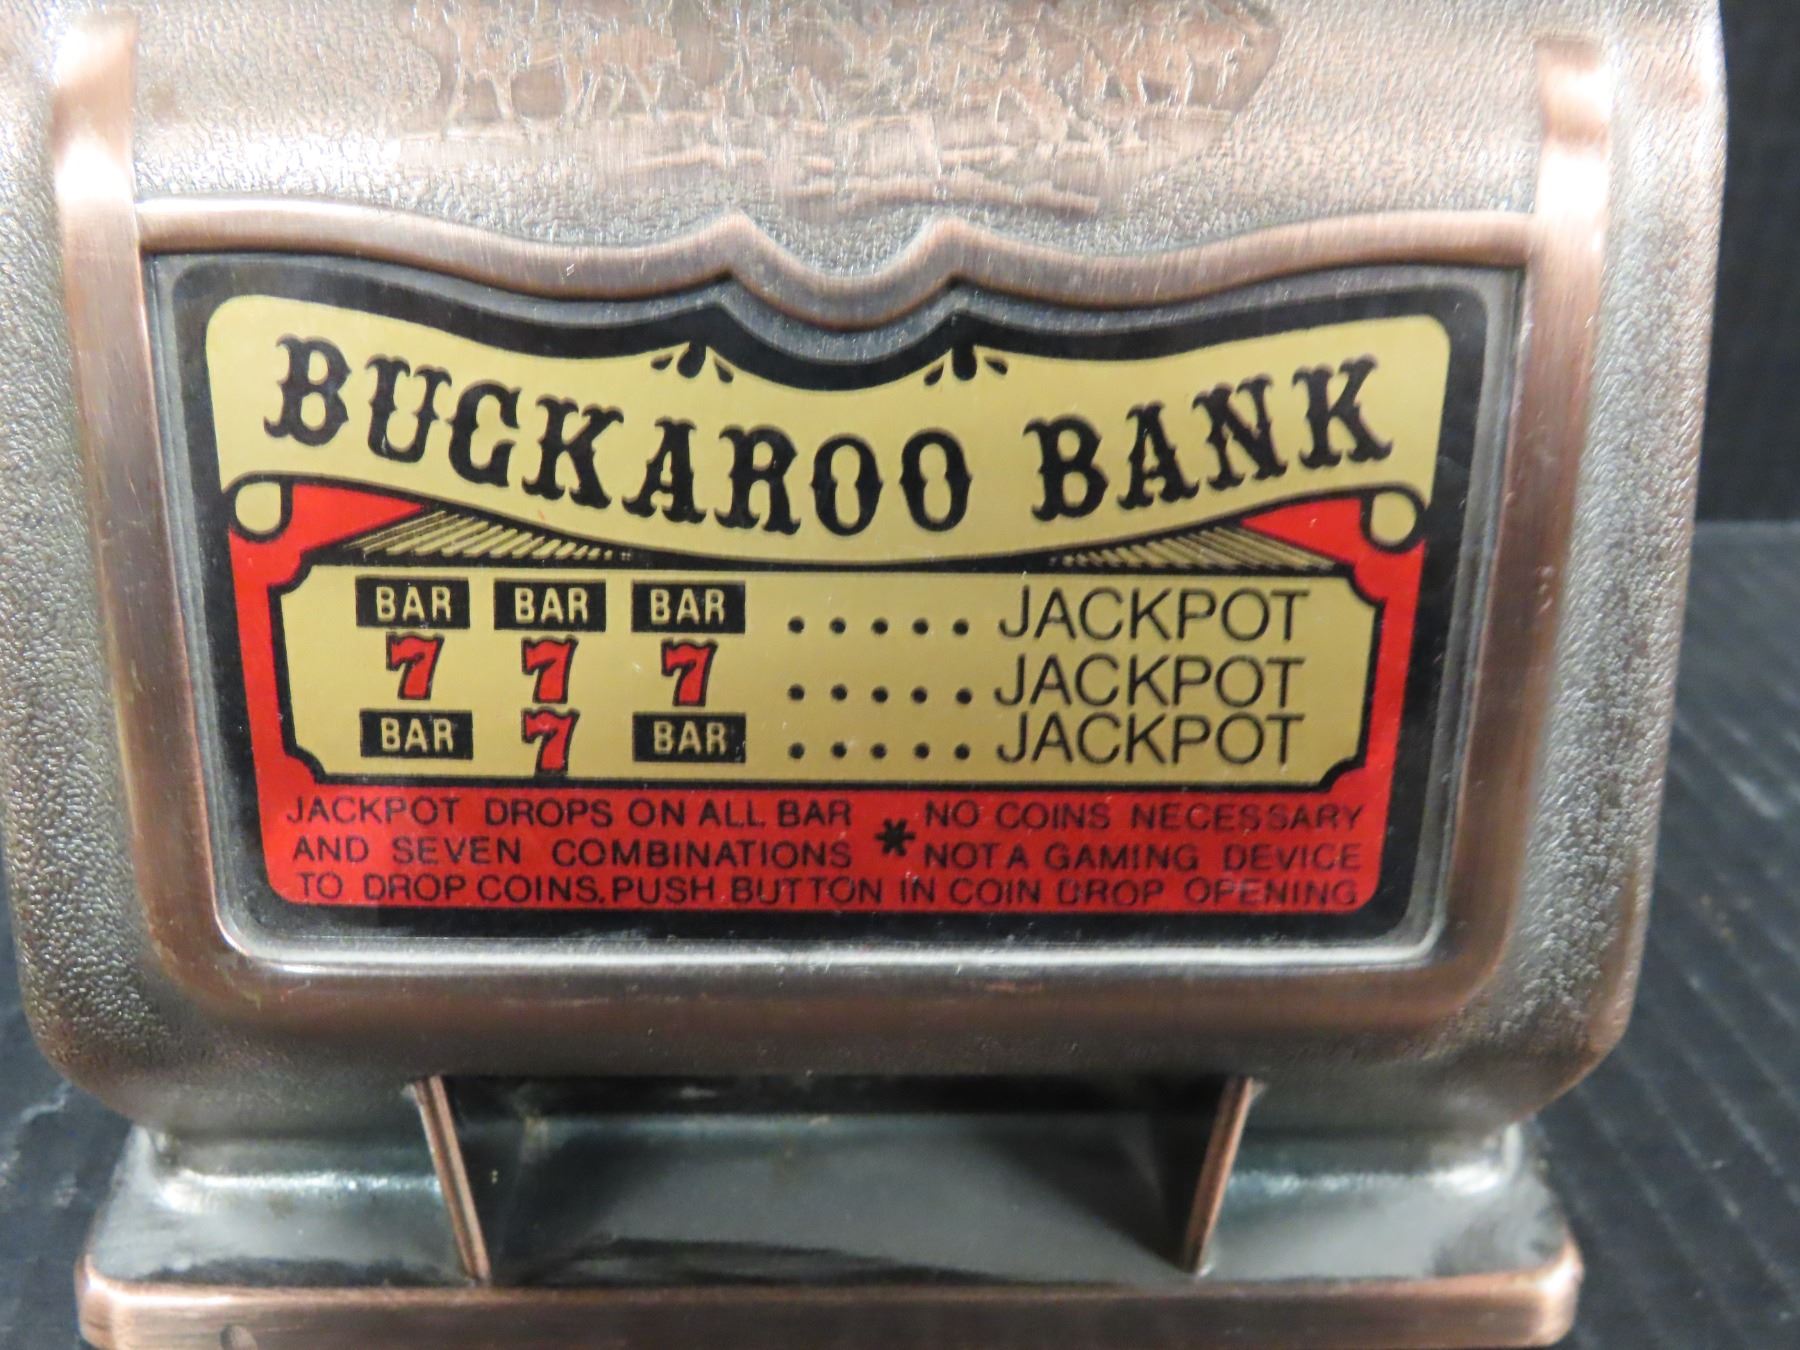 BUCKAROO BANK
BAR BAR BAR ..... JACKPOT
7 7 7 ..... JACKPOT
BAR 7 BAR ..... JACKPOT
JACKPOT DROPS ON ALL BAR * NO COINS NECESSARY
AND SEVEN COMBINATIONS NOT A GAMING DEVICE
TO DROP COINS, PUSH BUTTON IN COIN DROP OPENING